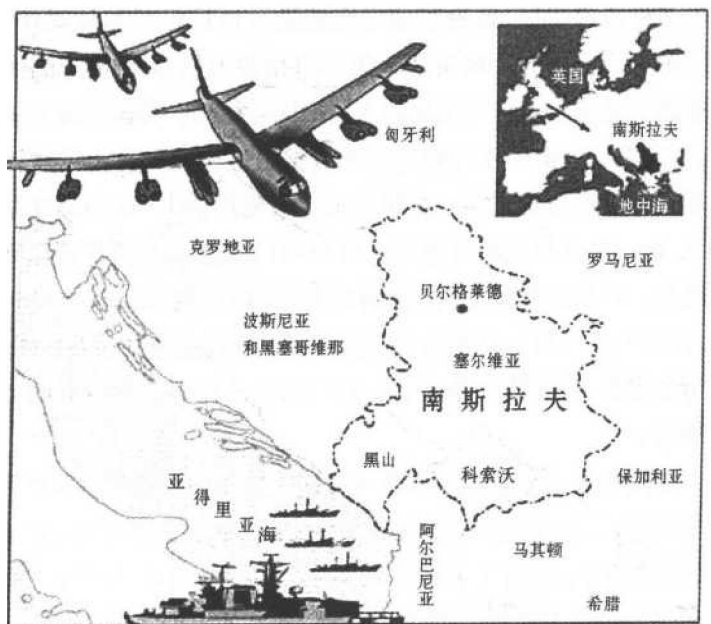 英国
南斯拉夫
地中海
匈牙利
克罗地亚
罗马尼亚
贝尔格莱德
波斯尼亚
和黑塞哥维那
塞尔维亚
南斯拉夫
黑山
科索沃
保加利亚
亚得里亚海
阿尔巴尼亚
马其顿
希腊